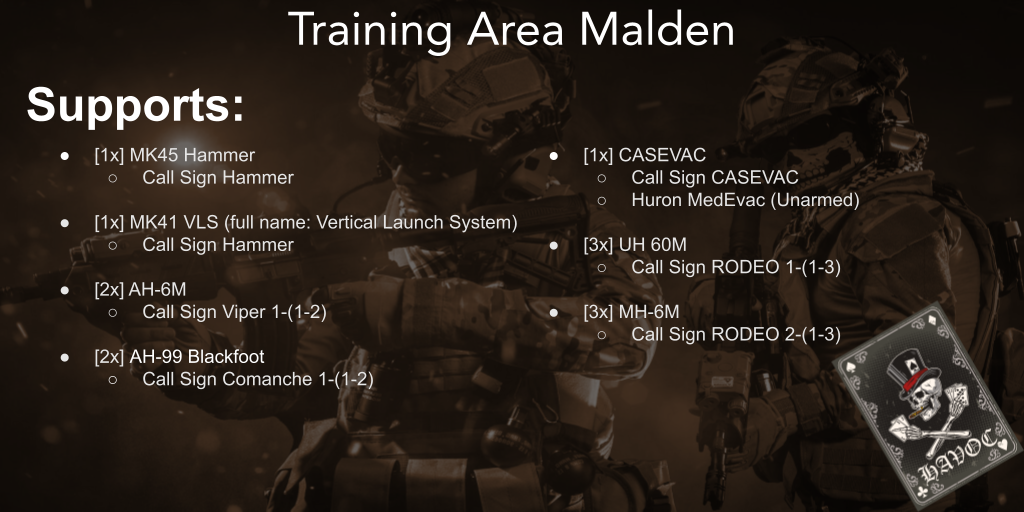 Training Area Malden
Supports:
● [1x] MK45 Hammer
○ Call Sign Hammer
● [1x] MK41 VLS (full name: Vertical Launch System)
○ Call Sign Hammer
● [2x] AH-6M
○ Call Sign Viper 1-(1-2)
● [2x] AH-99 Blackfoot
○ Call Sign Comanche 1-(1-2)
● [1x] CASEVAC
○ Call Sign CASEVAC
○ Huron MedEvac (Unarmed)
● [3x] UH 60M
○ Call Sign RODEO 1-(1-3)
● [3x] MH-6M
○ Call Sign RODEO 2-(1-3)
HAVOC